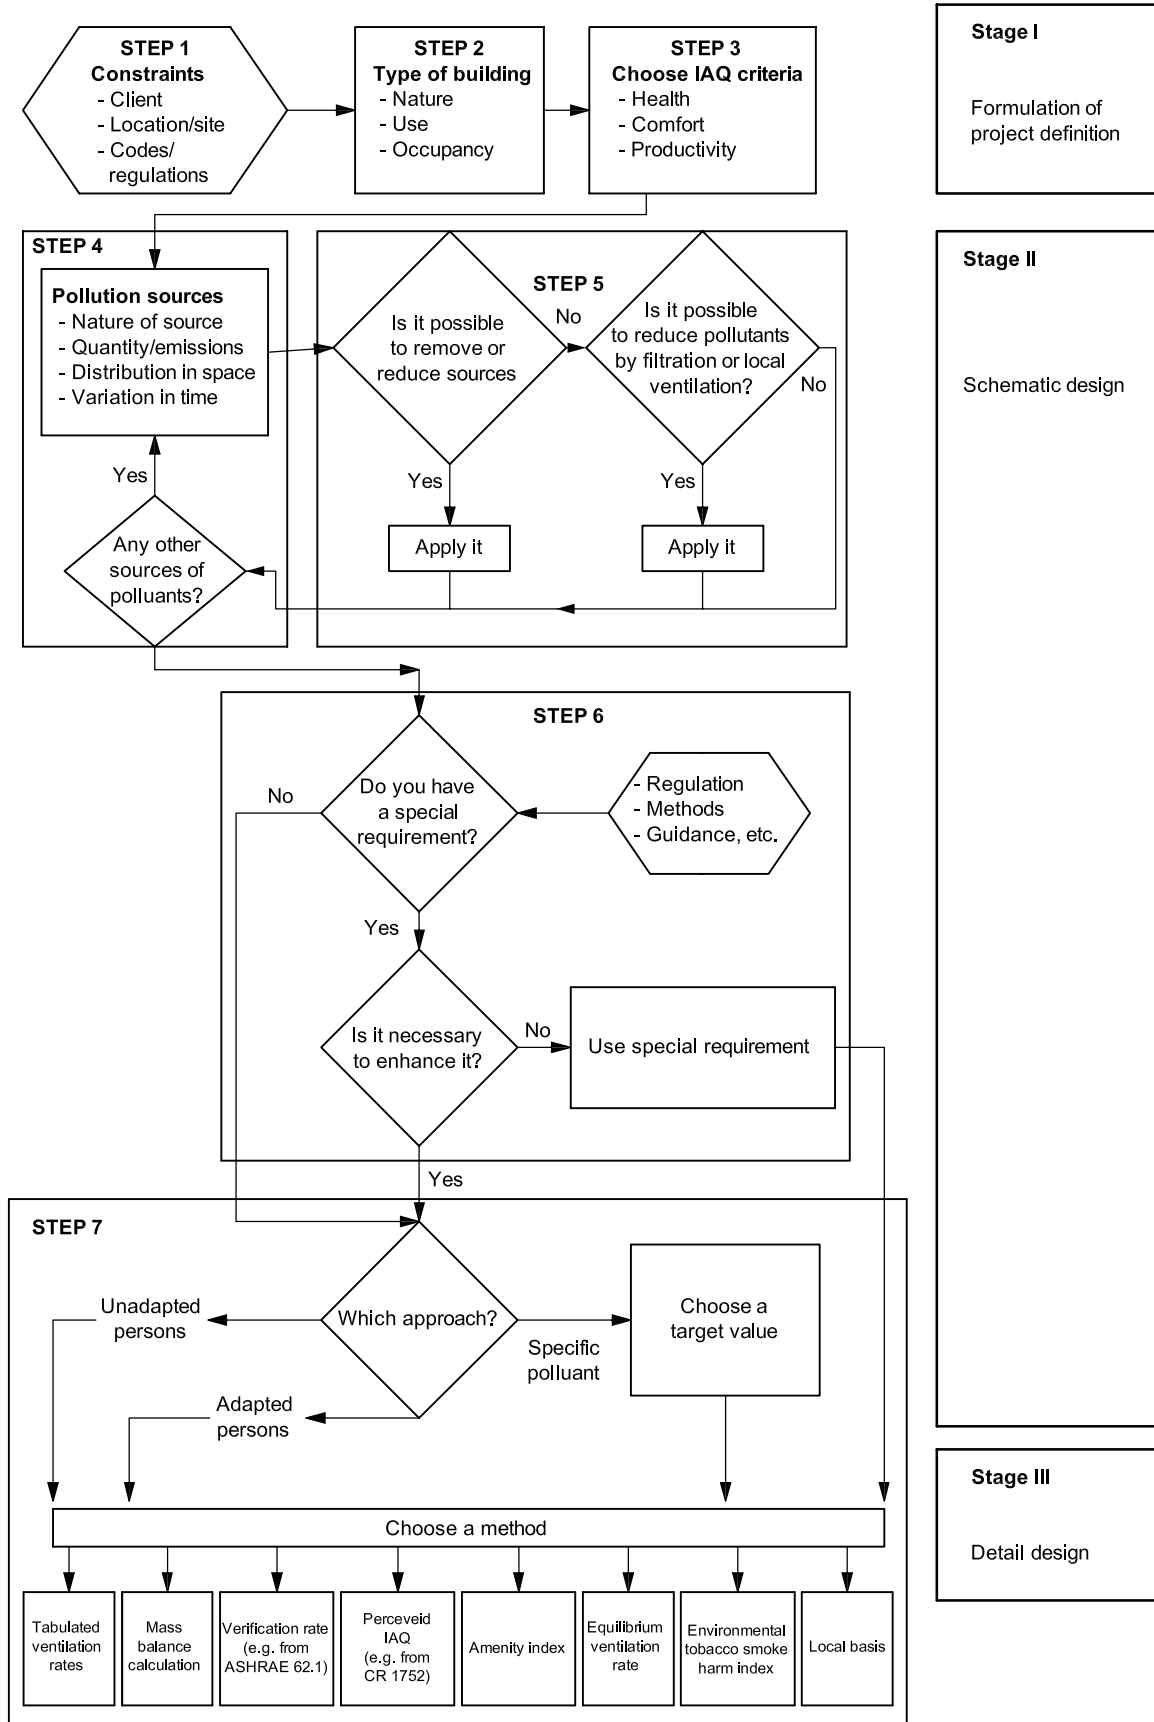 STEP 1
Constraints
- Client
- Location/site
- Codes/
regulations
STEP 2
Type of building
- Nature
- Use
- Occupancy
STEP 3
Choose IAQ criteria
- Health
- Comfort
- Productivity
Stage I
Formulation of
project definition
STEP 4
Pollution sources
- Nature of source
- Quantity/emissions
- Distribution in space
- Variation in time
Yes
Any other
sources of
polluants?
STEP 5
Is it possible
to remove or
reduce sources
No
Is it possible
to reduce pollutants
by filtration or local
ventilation?
No
Yes
Yes
Apply it
Apply it
Stage II
Schematic design
STEP 6
Do you have
a special
requirement?
No
- Regulation
- Methods
- Guidance, etc.
Yes
Is it necessary
to enhance it?
No
Use special requirement
Yes
STEP 7
Which approach?
Unadapted
persons
Adapted
persons
Specific
polluant
Choose a
target value
Stage III
Detail design
Choose a method
Tabulated
ventilation
rates
Mass
balance
calculation
Verification rate
(e.g. from
ASHRAE 62.1)
Perceveid
IAQ
(e.g. from
CR 1752)
Amenity index
Equilibrium
ventilation
rate
Environmental
tobacco smoke
harm index
Local basis